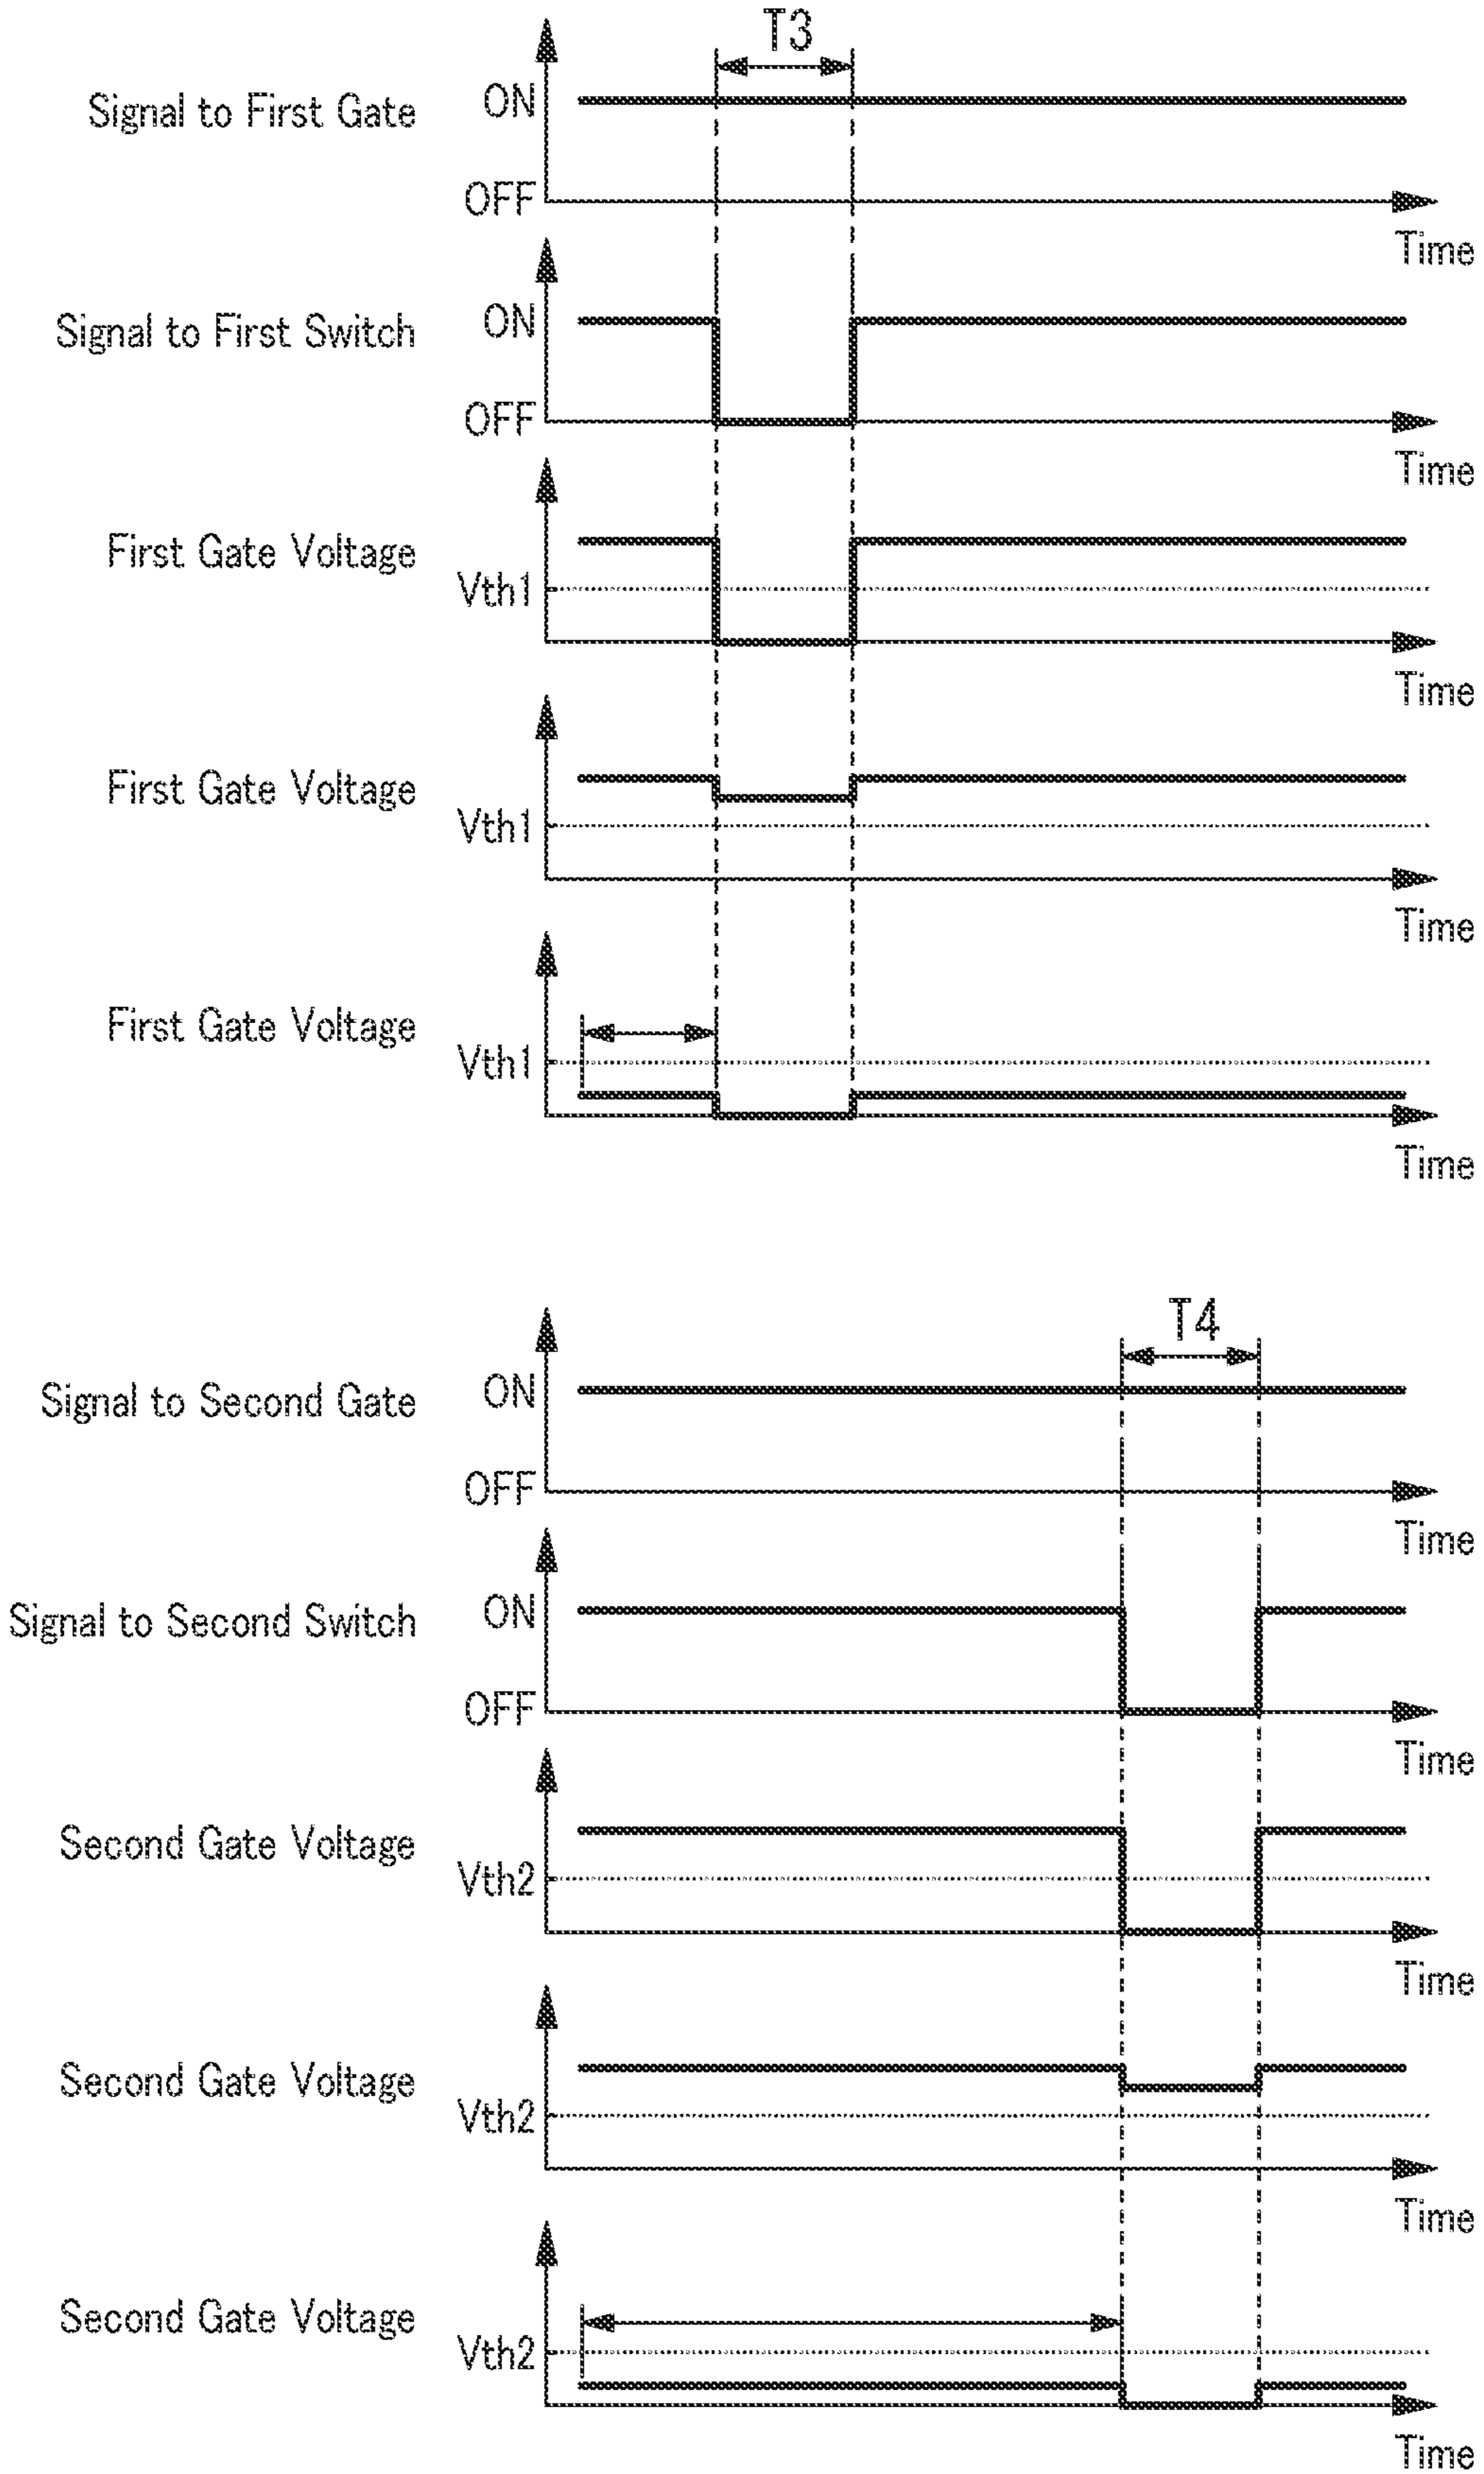 T3
Signal to First Gate
ON
OFF
Time
Signal to First Switch
ON
OFF
Time
First Gate Voltage
Vth1
Time
First Gate Voltage
Vth1
Time
First Gate Voltage
Vth1
Time
T4
Signal to Second Gate
ON
OFF
Time
Signal to Second Switch
ON
OFF
Time
Second Gate Voltage
Vth2
Time
Second Gate Voltage
Vth2
Time
Second Gate Voltage
Vth2
Time